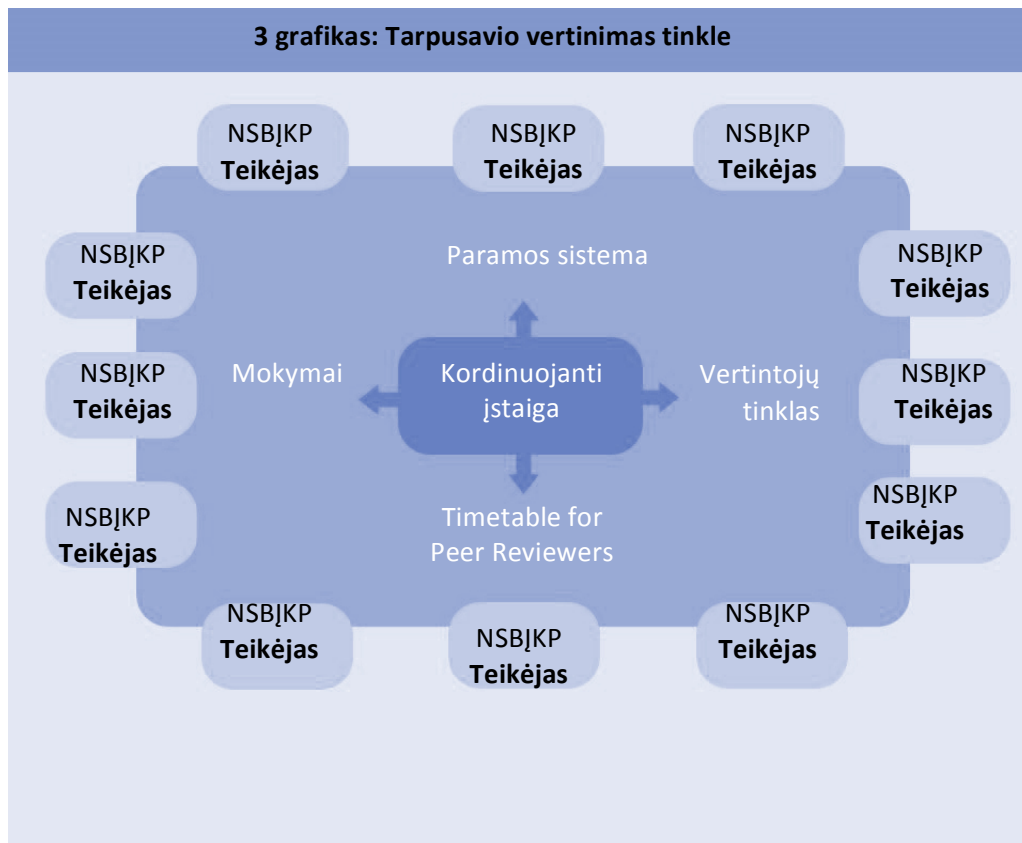 3 grafikas: Tarpusavio vertinimas tinkle
NSBĮKP
Teikėjas
NSBĮKP
Teikėjas
NSBĮKP
Teikėjas
NSBĮKP
Teikėjas
Paramos sistema
NSBĮKP
Teikėjas
NSBĮKP
Teikėjas
Mokymai
Kordinuojanti
įstaiga
Vertintojų
tinklas
NSBĮKP
Teikėjas
NSBĮKP
Teikėjas
Timetable for
Peer Reviewers
NSBĮKP
Teikėjas
NSBĮKP
Teikėjas
NSBĮKP
Teikėjas
NSBĮKP
Teikėjas